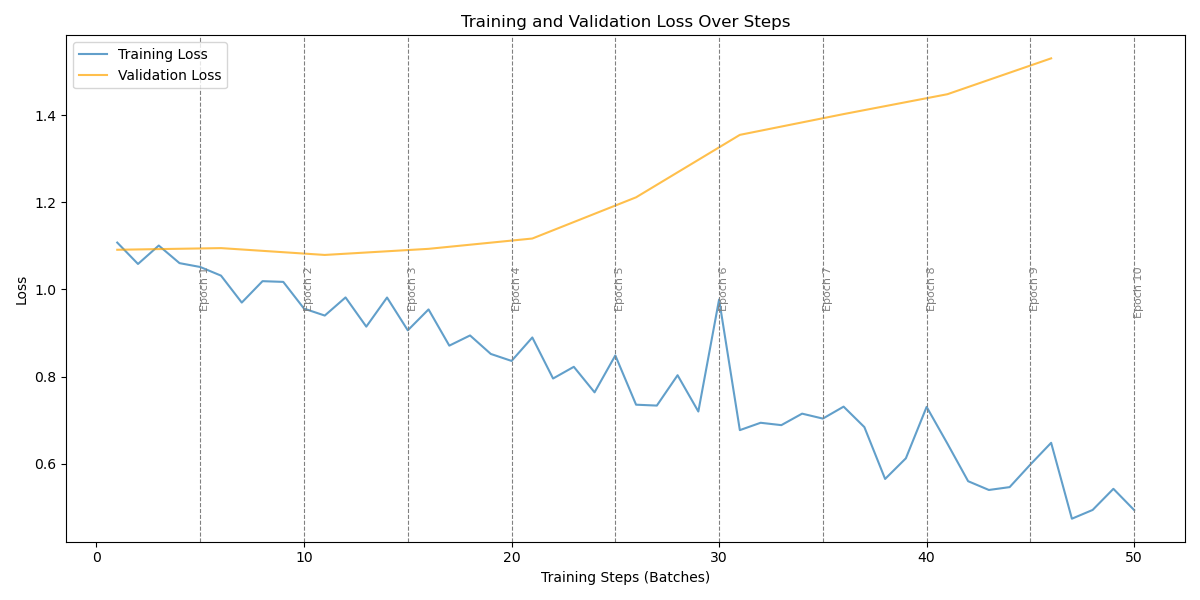 Training and Validation Loss Over Steps
Training Loss
Validation Loss
Loss
1.4
1.2
1.0
0.8
0.6
Epoch 1
Epoch 2
Epoch 3
Epoch 4
Epoch 5
Epoch 6
Epoch 7
Epoch 8
Epoch 9
Epoch 10
0
10
20
30
40
50
Training Steps (Batches)